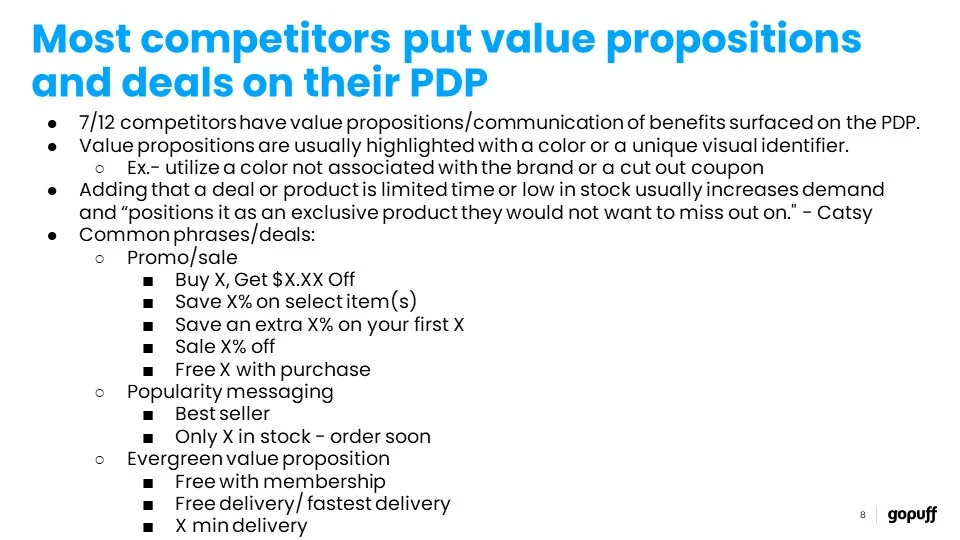 Most competitors put value propositions
and deals on their PDP
● 7/12 competitors have value propositions/communication of benefits surfaced on the PDP.
● Value propositions are usually highlighted with a color or a unique visual identifier.
○ Ex.- utilize a color not associated with the brand or a cut out coupon
● Adding that a deal or product is limited time or low in stock usually increases demand
and “positions it as an exclusive product they would not want to miss out on." - Catsy
● Common phrases/deals:
○ Promo/sale
■ Buy X, Get $X.XX Off
■ Save X% on select item(s)
■ Save an extra X% on your first X
■ Sale X% off
■ Free X with purchase
○ Popularity messaging
■ Best seller
■ Only X in stock - order soon
○ Evergreen value proposition
■ Free with membership
■ Free delivery/ fastest delivery
■ X min delivery
8
gopuff